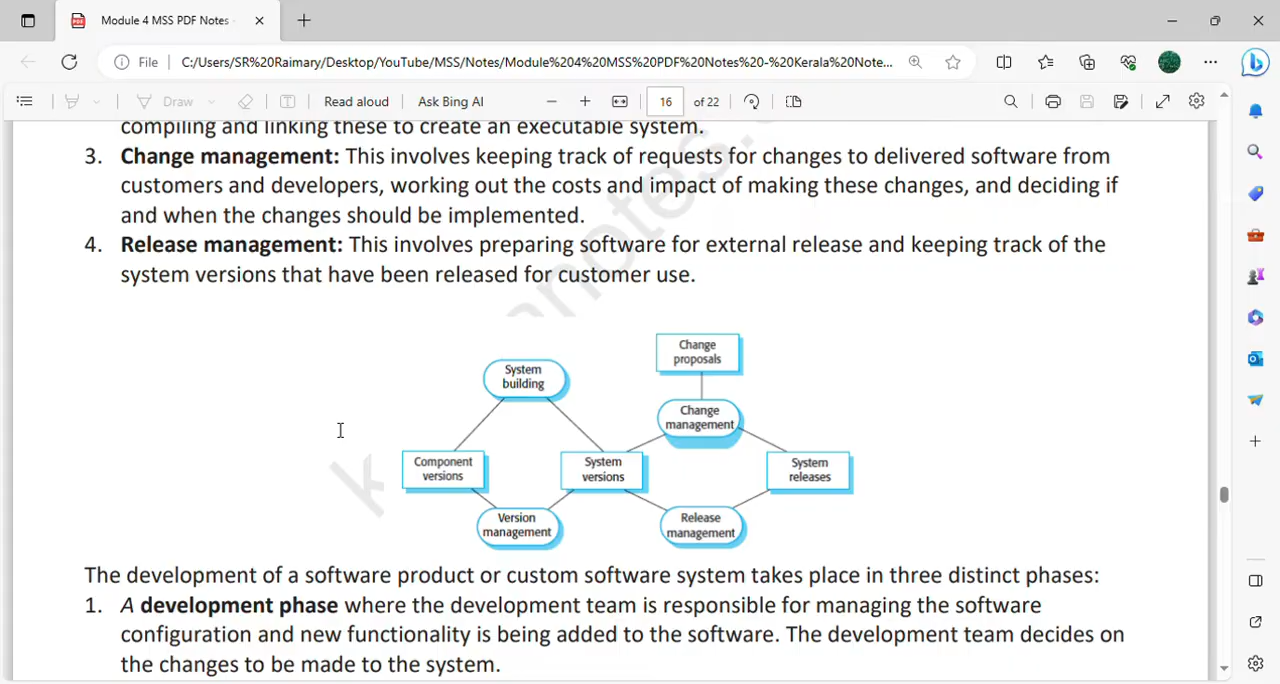 Module 4 MSS PDF Notes
File
C:/Users/SR%20Raimary/Desktop/YouTube/MSS/Notes/Module%204%20MSS%20PDF%20Notes%20-%20Kerala%20Note...
Draw
Read aloud
Ask Bing AI
16 of 22
compiling and linking these to create an executable system.
3. Change management: This involves keeping track of requests for changes to delivered software from
customers and developers, working out the costs and impact of making these changes, and deciding if
and when the changes should be implemented.
4. Release management: This involves preparing software for external release and keeping track of the
system versions that have been released for customer use.
Change
proposals
System
building
Change
management
Component
versions
System
versions
System
releases
Version
management
Release
management
The development of a software product or custom software system takes place in three distinct phases:
1. A development phase where the development team is responsible for managing the software
configuration and new functionality is being added to the software. The development team decides on
the changes to be made to the system.